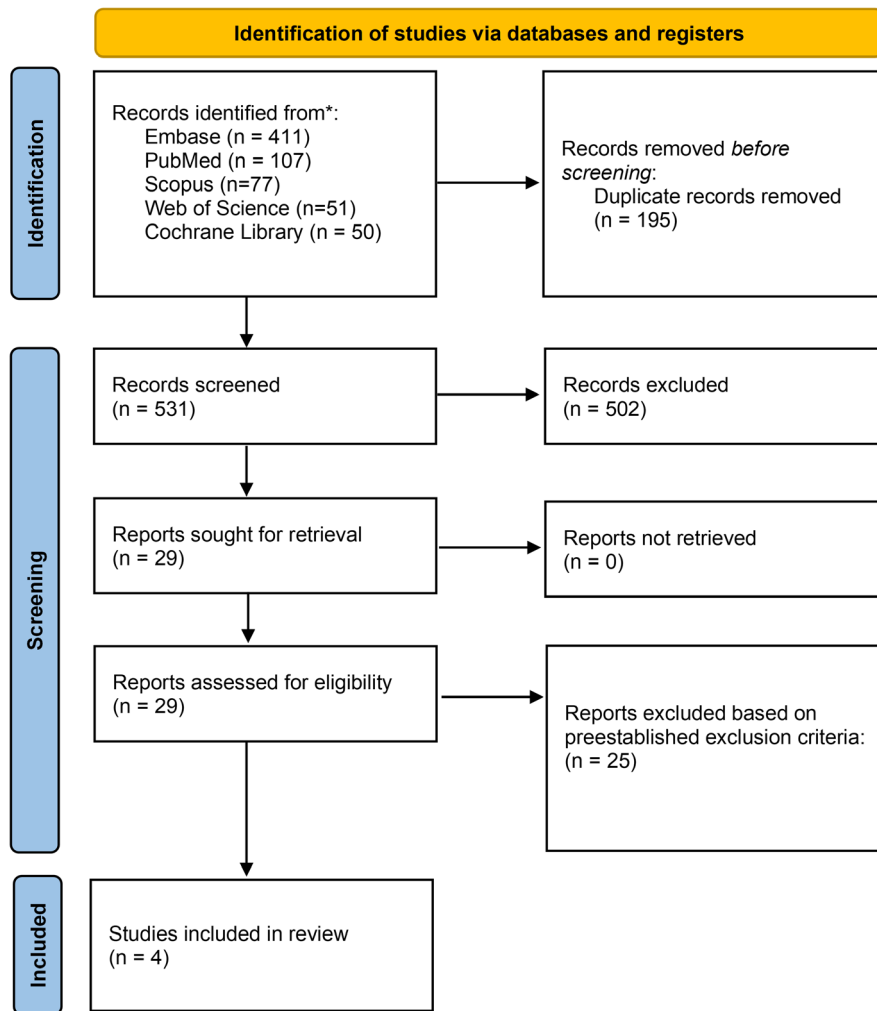 Identification of studies via databases and registers
Identification
Records identified from*:
Embase (n = 411)
PubMed (n = 107)
Scopus (n=77)
Web of Science (n=51)
Cochrane Library (n = 50)
Records removed before
screening:
Duplicate records removed
(n = 195)
Screening
Records screened
(n = 531)
Records excluded
(n = 502)
Reports sought for retrieval
(n = 29)
Reports not retrieved
(n = 0)
Reports assessed for eligibility
(n = 29)
Reports excluded based on
preestablished exclusion criteria:
(n = 25)
Included
Studies included in review
(n = 4)